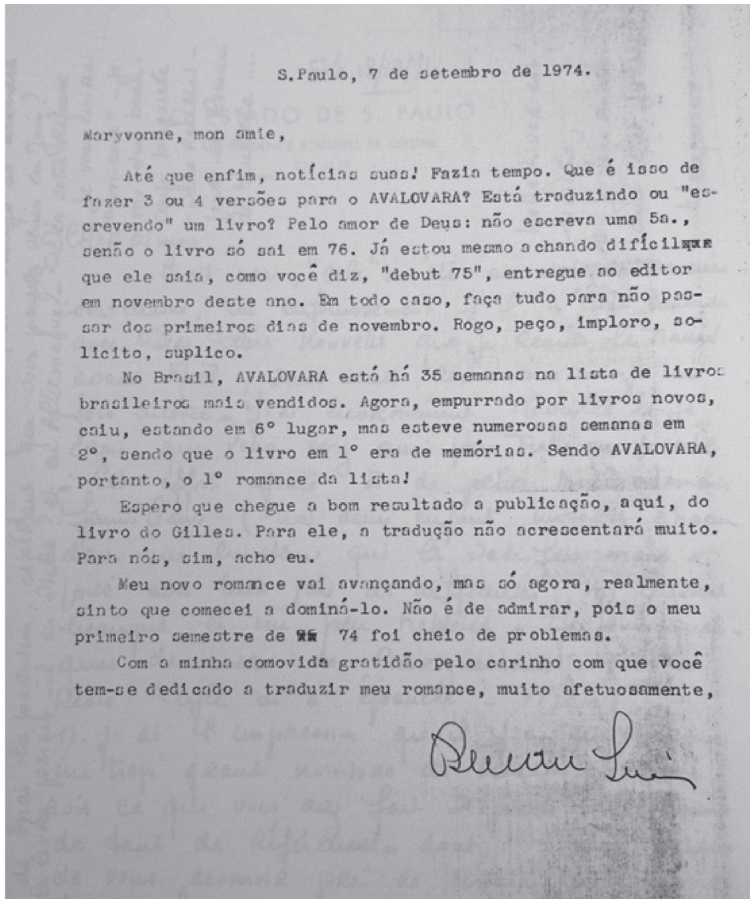 S.Paulo, 7 de setembro de 1974.
Maryvonne, mon amie,
Até que enfim, notícias suas! Fazia tempo. Que é isso de
fazer 3 ou 4 versões para o AVALOVARA? Está traduzindo ou "es-
crevendo" um livro? Pelo amor de Deus: não escreva uma 5a.,
senão o livro só sai em 76. Já estou mesmo achando difícil
que ele saia, como você diz, "debut 75", entregue ao editor
em novembro deste ano. Em todo caso, faça tudo para não pas-
sar dos primeiros dias de novembro. Rogo, peço, imploro, so-
licito, suplico.
No Brasil, AVALOVARA está há 35 semanas na lista de livros
brasileiros mais vendidos. Agora, empurrado por livros novos,
caiu, estando em 6º lugar, mas esteve numerosas semanas em
2º, sendo que o livro em 1º era de memórias. Sendo AVALOVARA,
portanto, o 1º romance da lista!
Espero que chegue a bom resultado a publicação, aqui, do
livro do Gilles. Para ele, a tradução não acrescentará muito.
Para nós, sim, acho eu.
Meu novo romance vai avançando, mas só agora, realmente,
sinto que comecei a dominá-lo. Não é de admirar, pois o meu
primeiro semestre de 74 foi cheio de problemas.
Com a minha comovida gratidão pelo carinho com que você
tem-se dedicado a traduzir meu romance, muito afetuosamente,